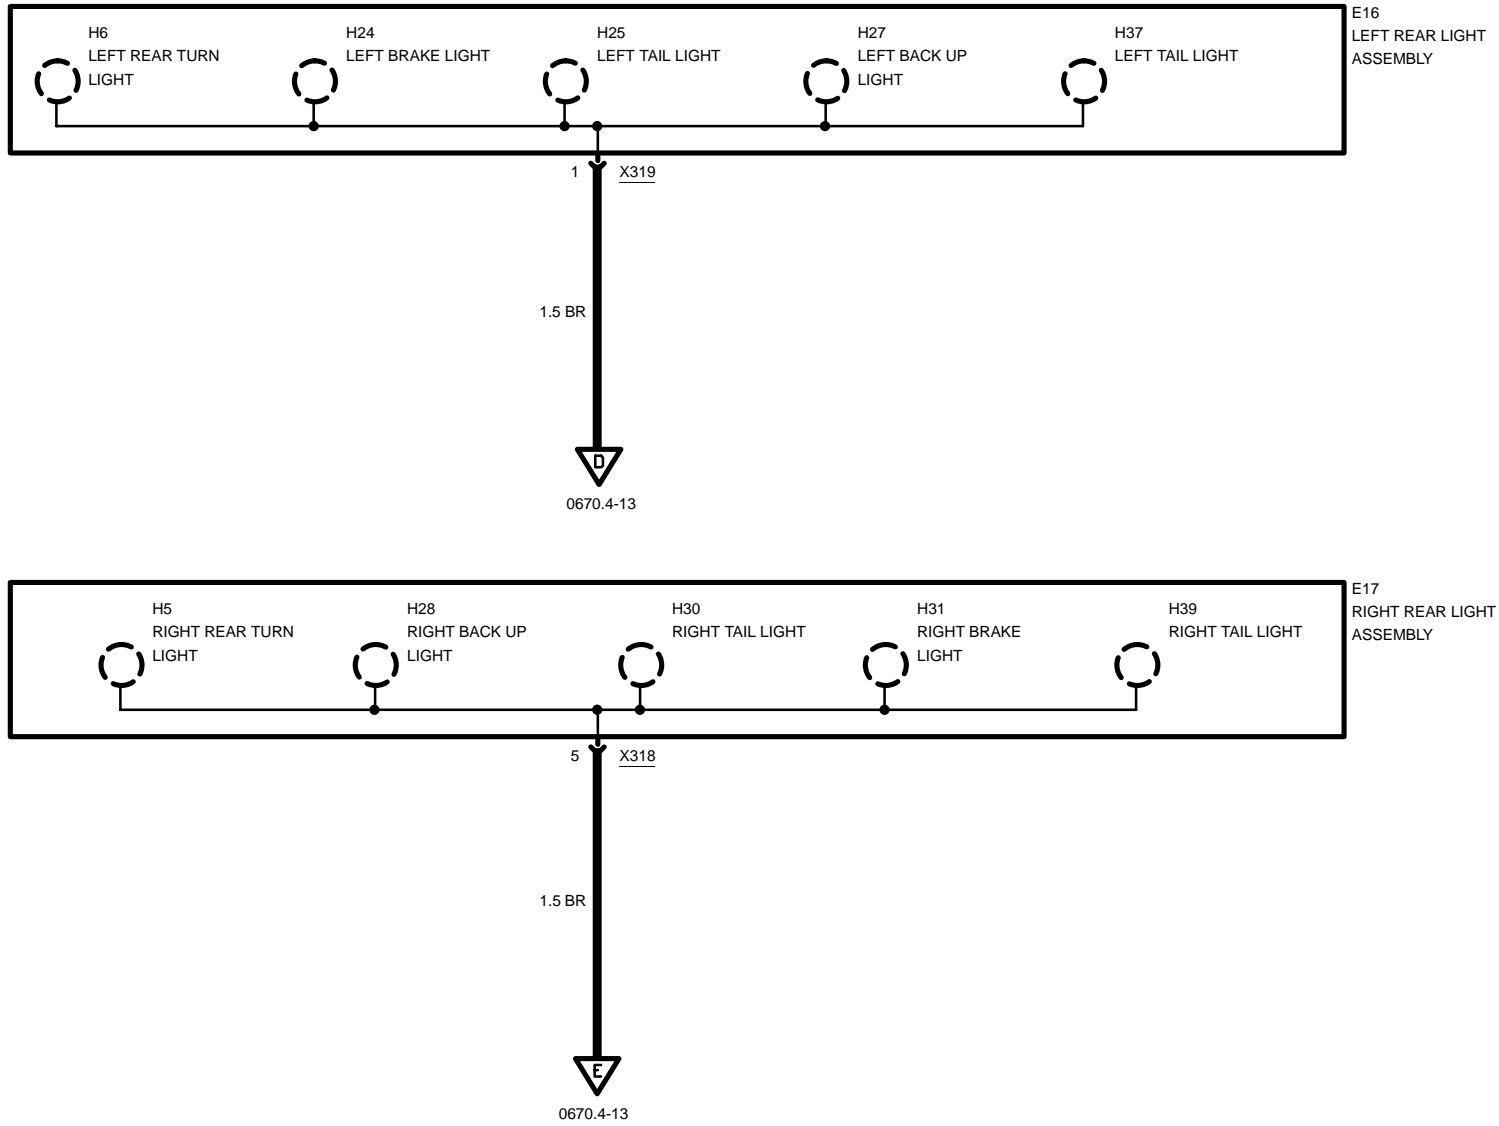 E16
LEFT REAR LIGHT
ASSEMBLY
H6
LEFT REAR TURN
LIGHT
H24
LEFT BRAKE LIGHT
H25
LEFT TAIL LIGHT
H27
LEFT BACK UP
LIGHT
H37
LEFT TAIL LIGHT
1
X319
1.5 BR
D
0670.4-13
E17
RIGHT REAR LIGHT
ASSEMBLY
H5
RIGHT REAR TURN
LIGHT
H28
RIGHT BACK UP
LIGHT
H30
RIGHT TAIL LIGHT
H31
RIGHT BRAKE
LIGHT
H39
RIGHT TAIL LIGHT
5
X318
1.5 BR
E
0670.4-13